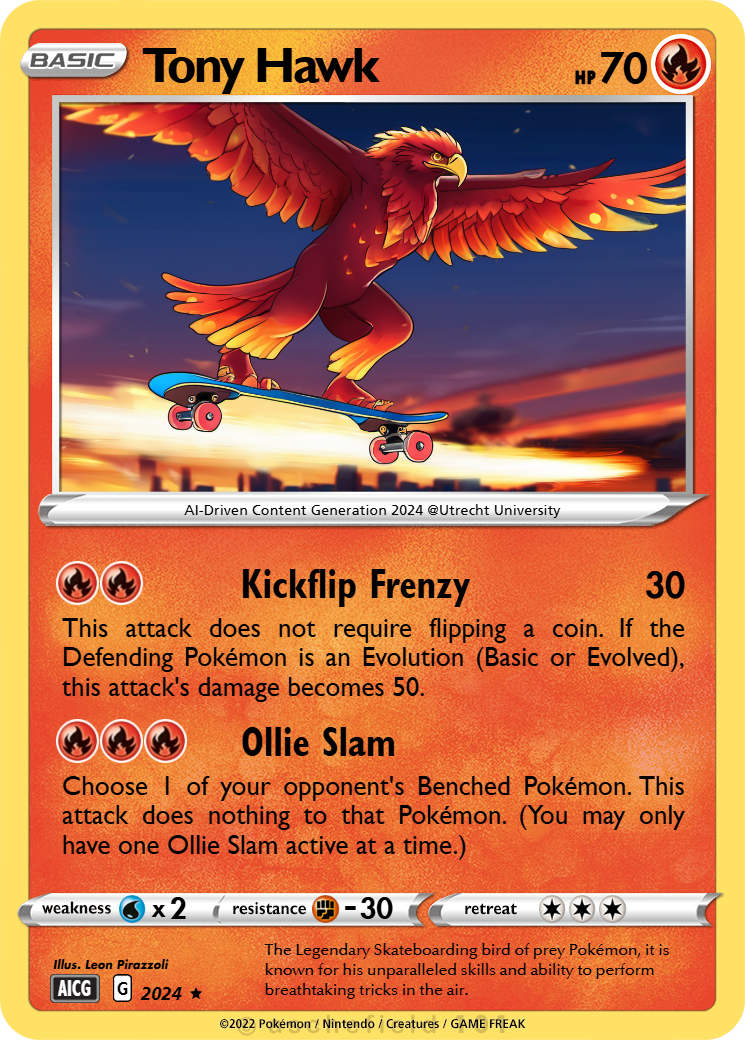 BASIC Tony Hawk HP 70
AI-Driven Content Generation 2024 @Utrecht University
Kickflip Frenzy 30
This attack does not require flipping a coin. If the
Defending Pokémon is an Evolution (Basic or Evolved),
this attack's damage becomes 50.
Ollie Slam
Choose 1 of your opponent's Benched Pokémon. This
attack does nothing to that Pokémon. (You may only
have one Ollie Slam active at a time.)
weakness x2 resistance -30 retreat
The Legendary Skateboarding bird of prey Pokémon, it is
known for his unparalleled skills and ability to perform
breathtaking tricks in the air.
Illus. Leon Pirazzoli
AICG G 2024
©2022 Pokémon / Nintendo / Creatures / GAME FREAK